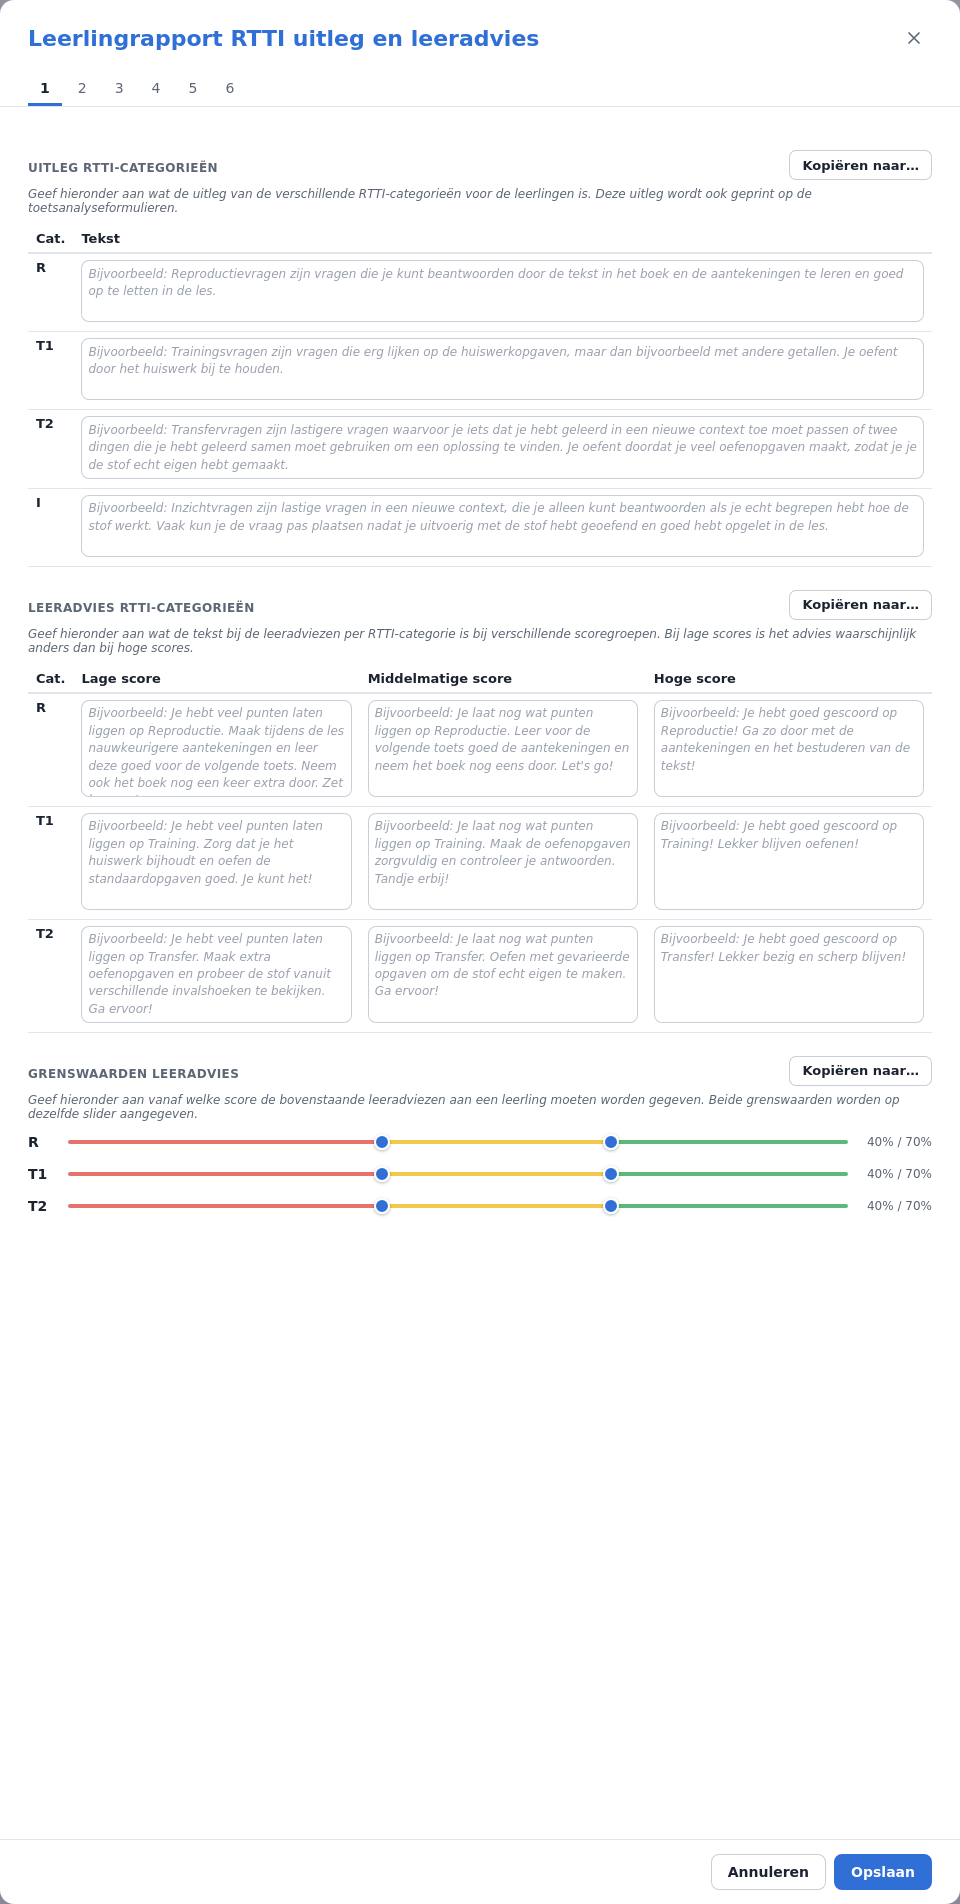 Leerlingrapport RTTI uitleg en leeradvies
1 2 3 4 5 6
UITLEG RTTI-CATEGORIEËN
Kopiëren naar...
Geef hieronder aan wat de uitleg van de verschillende RTTI-categorieën voor de leerlingen is. Deze uitleg wordt ook geprint op de
toetsanalyseformulieren.
Cat. Tekst
R
Bijvoorbeeld: Reproductievragen zijn vragen die je kunt beantwoorden door de tekst in het boek en de aantekeningen te leren en goed
op te letten in de les.
T1
Bijvoorbeeld: Trainingsvragen zijn vragen die erg lijken op de huiswerkopgaven, maar dan bijvoorbeeld met andere getallen. Je oefent
door het huiswerk bij te houden.
T2
Bijvoorbeeld: Transfervragen zijn lastigere vragen waarvoor je iets dat je hebt geleerd in een nieuwe context toe moet passen of twee
dingen die je hebt geleerd samen moet gebruiken om een oplossing te vinden. Je oefent doordat je veel oefenopgaven maakt, zodat je je
de stof echt eigen hebt gemaakt.
I
Bijvoorbeeld: Inzichtvragen zijn lastige vragen in een nieuwe context, die je alleen kunt beantwoorden als je echt begrepen hebt hoe de
stof werkt. Vaak kun je de vraag pas plaatsen nadat je uitvoerig met de stof hebt geoefend en goed hebt opgelet in de les.
LEERADVIES RTTI-CATEGORIEËN
Kopiëren naar...
Geef hieronder aan wat de tekst bij de leeradviezen per RTTI-categorie is bij verschillende scoregroepen. Bij lage scores is het advies waarschijnlijk
anders dan bij hoge scores.
Cat. Lage score Middelmatige score Hoge score
R
Bijvoorbeeld: Je hebt veel punten laten
liggen op Reproductie. Maak tijdens de les
nauwkeurigere aantekeningen en leer
deze goed voor de volgende toets. Neem
ook het boek nog een keer extra door. Zet
Bijvoorbeeld: Je laat nog wat punten
liggen op Reproductie. Leer voor de
volgende toets goed de aantekeningen en
neem het boek nog eens door. Let's go!
Bijvoorbeeld: Je hebt goed gescoord op
Reproductie! Ga zo door met de
aantekeningen en het bestuderen van de
tekst!
T1
Bijvoorbeeld: Je hebt veel punten laten
liggen op Training. Zorg dat je het
huiswerk bijhoudt en oefen de
standaardopgaven goed. Je kunt het!
Bijvoorbeeld: Je laat nog wat punten
liggen op Training. Maak de oefenopgaven
zorgvuldig en controleer je antwoorden.
Tandje erbij!
Bijvoorbeeld: Je hebt goed gescoord op
Training! Lekker blijven oefenen!
T2
Bijvoorbeeld: Je hebt veel punten laten
liggen op Transfer. Maak extra
oefenopgaven en probeer de stof vanuit
verschillende invalshoeken te bekijken.
Ga ervoor!
Bijvoorbeeld: Je laat nog wat punten
liggen op Transfer. Oefen met gevarieerde
opgaven om de stof echt eigen te maken.
Ga ervoor!
Bijvoorbeeld: Je hebt goed gescoord op
Transfer! Lekker bezig en scherp blijven!
GRENSWAARDEN LEERADVIES
Kopiëren naar...
Geef hieronder aan vanaf welke score de bovenstaande leeradviezen aan een leerling moeten worden gegeven. Beide grenswaarden worden op
dezelfde slider aangegeven.
R 40% / 70%
T1 40% / 70%
T2 40% / 70%
Annuleren Opslaan